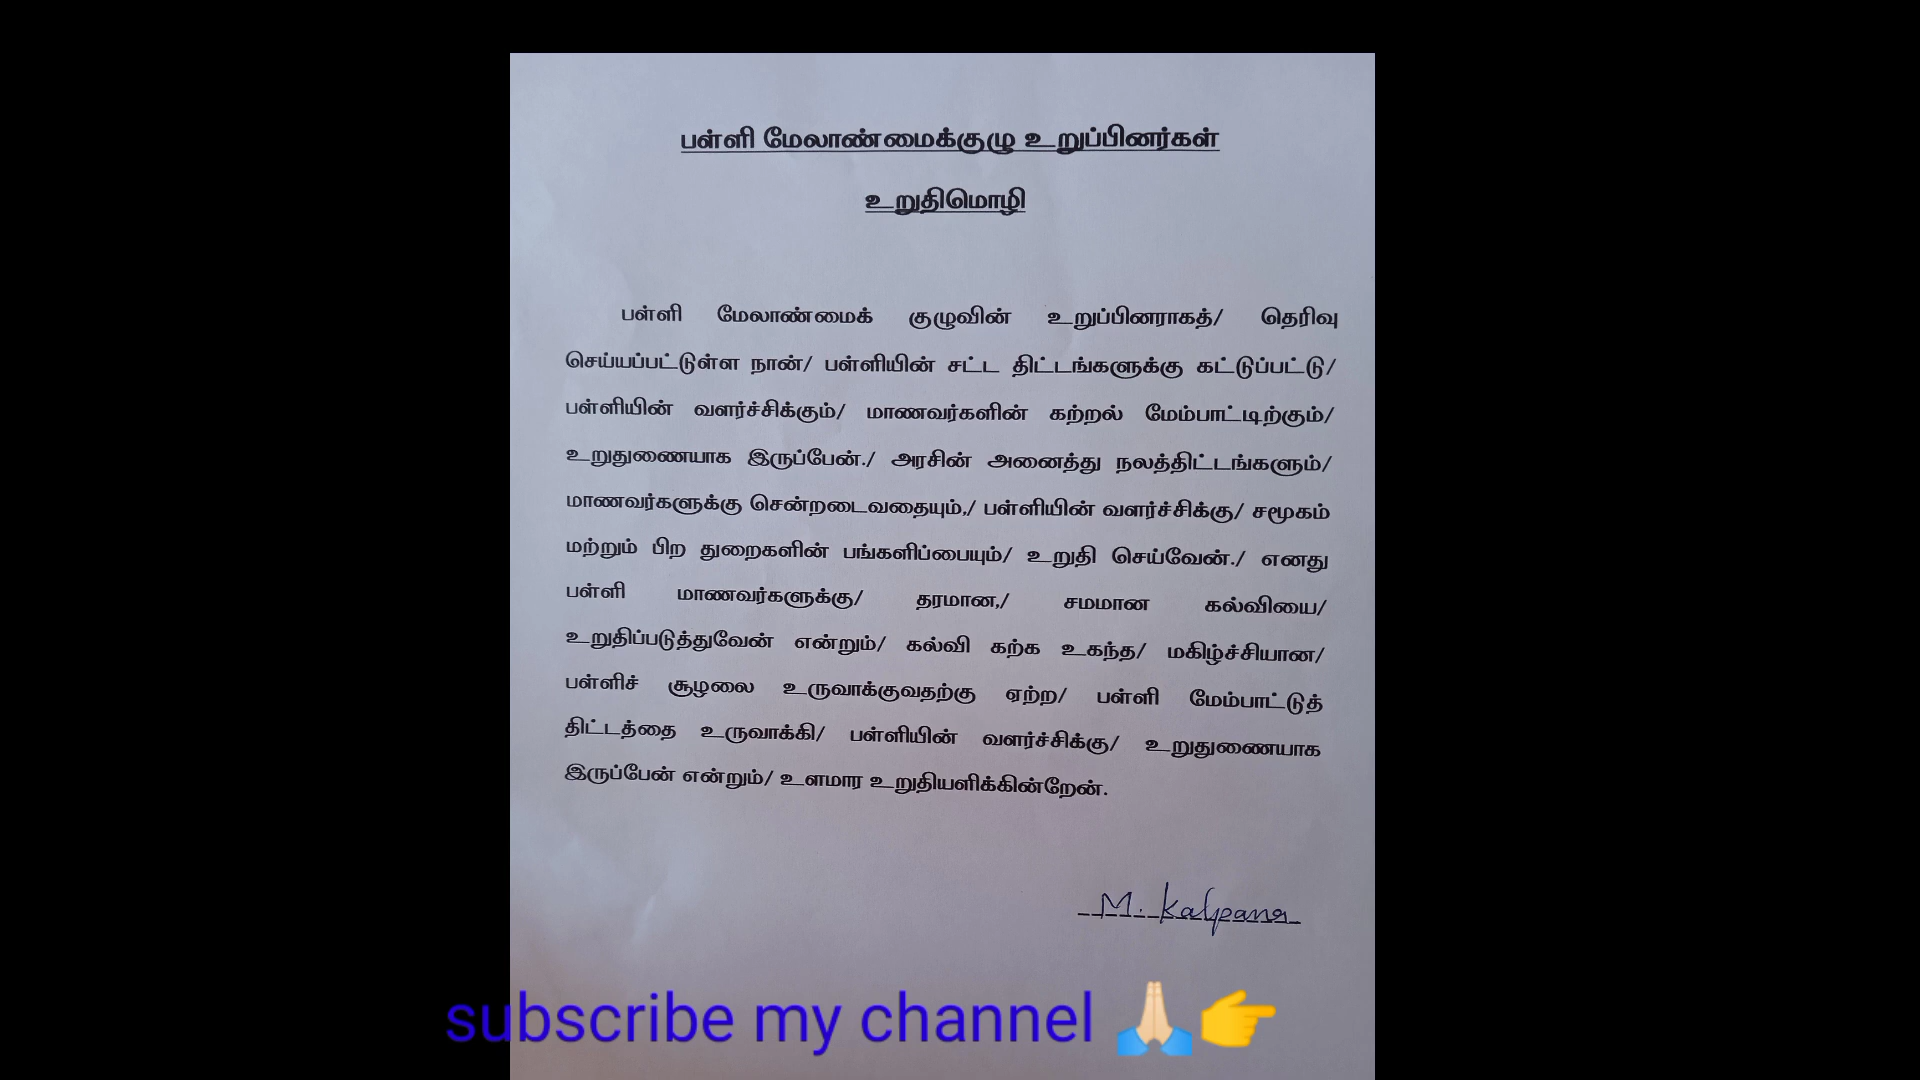 பள்ளி மேலாண்மைக்குழு உறுப்பினர்கள்
உறுதிமொழி
பள்ளி மேலாண்மைக் குழுவின் உறுப்பினராகத்/ தெரிவு
செய்யப்பட்டுள்ள நான்/ பள்ளியின் சட்ட திட்டங்களுக்கு கட்டுப்பட்டு/
பள்ளியின் வளர்ச்சிக்கும்/ மாணவர்களின் கற்றல் மேம்பாட்டிற்கும்/
உறுதுணையாக இருப்பேன்./ அரசின் அனைத்து நலத்திட்டங்களும்/
மாணவர்களுக்கு சென்றடைவதையும்,/ பள்ளியின் வளர்ச்சிக்கு/ சமூகம்
மற்றும் பிற துறைகளின் பங்களிப்பையும்/ உறுதி செய்வேன்./ எனது
பள்ளி மாணவர்களுக்கு/ தரமான,/ சமமான கல்வியை/
உறுதிப்படுத்துவேன் என்றும்/ கல்வி கற்க உகந்த/ மகிழ்ச்சியான/
பள்ளிச் சூழலை உருவாக்குவதற்கு ஏற்ற/ பள்ளி மேம்பாட்டுத்
திட்டத்தை உருவாக்கி/ பள்ளியின் வளர்ச்சிக்கு/ உறுதுணையாக
இருப்பேன் என்றும்/ உளமார உறுதியளிக்கின்றேன்.
M. Kalpana
subscribe my channel 🙏🏻👉